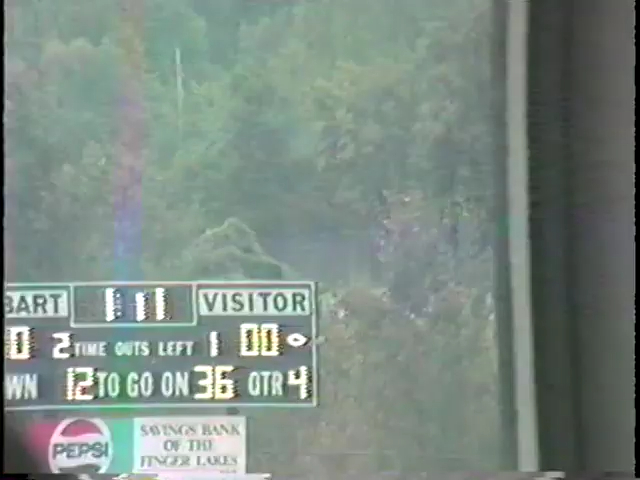 BART 1:11 VISITOR
0 2 TIME OUTS LEFT 1 00
WN 12 TO GO ON 36 QTR 4
PEPSI
SAVINGS BANK
OF THE
FINGER LAKES